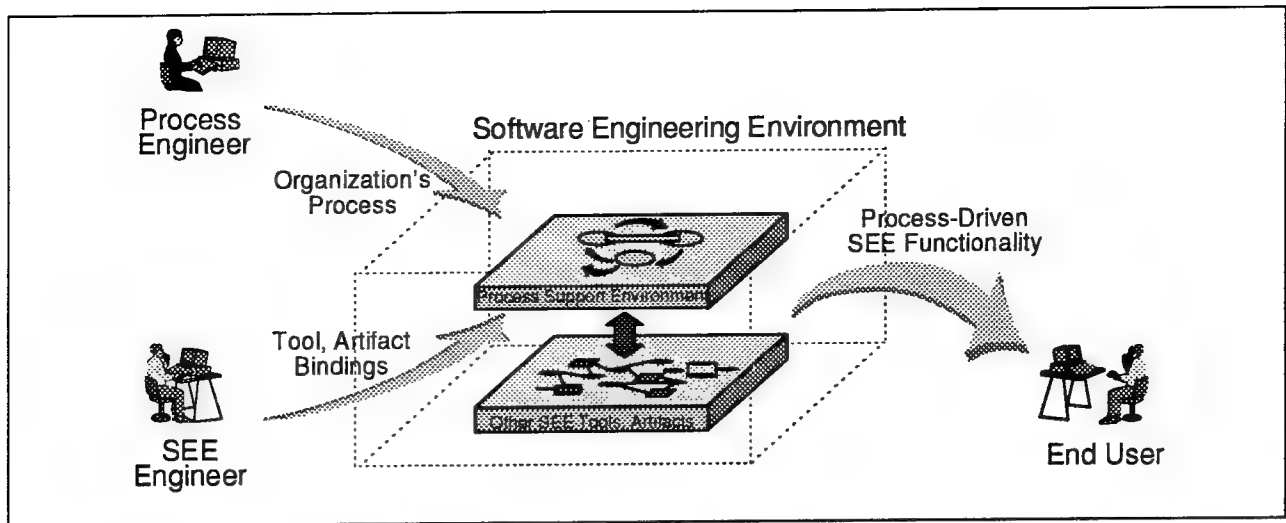 Process
Engineer
Software Engineering Environment
Organization's
Process
Process-Driven
SEE Functionality
Process Support Environment
Tool, Artifact
Bindings
Other SEE Tools, Artifacts
SEE
Engineer
End User